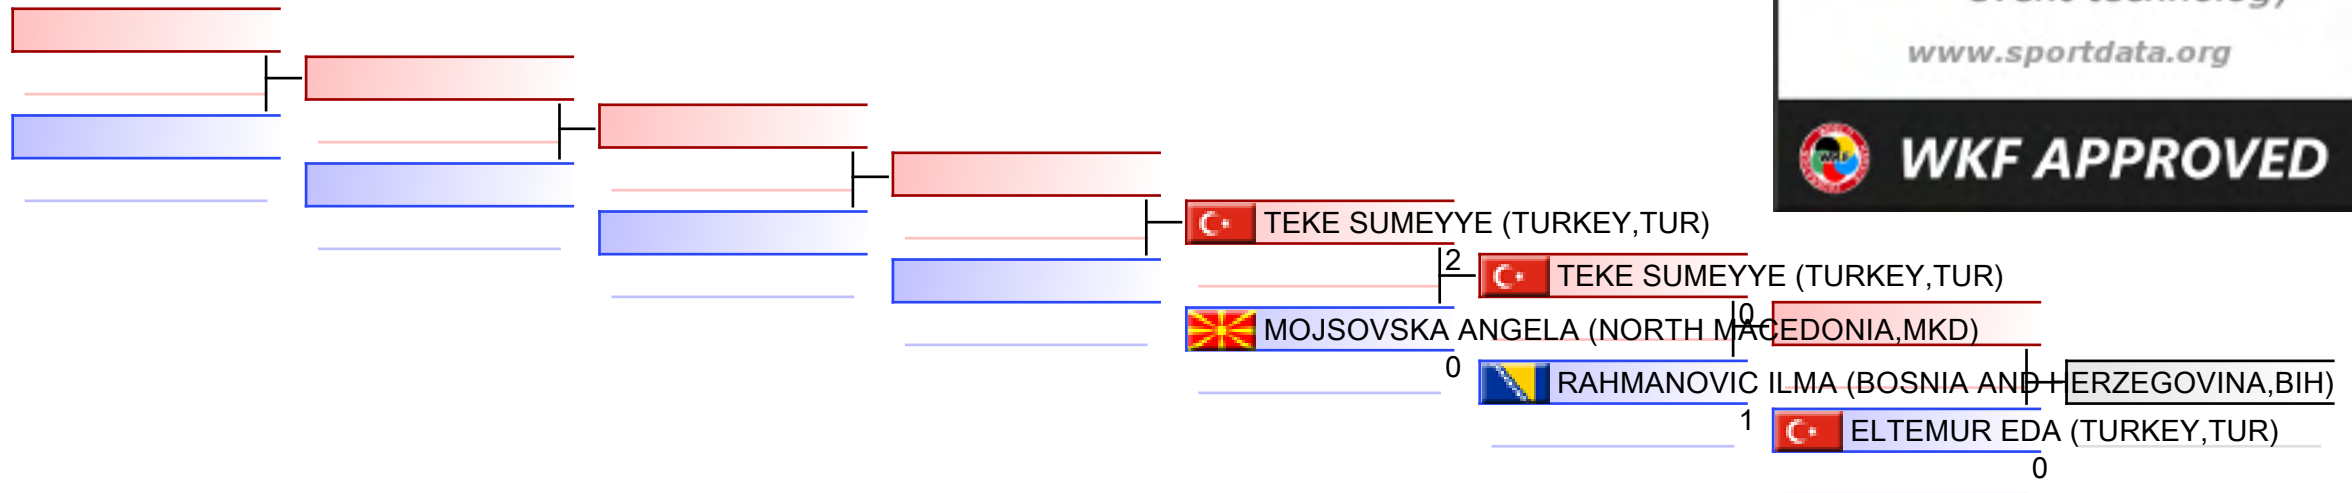 www.sportdata.org
WKF APPROVED
TEKE SUMEYYE (TURKEY,TUR)
2
TEKE SUMEYYE (TURKEY,TUR)
0
MOJSOVSKA ANGELA (NORTH MACEDONIA,MKD)
0
RAHMANOVIC ILMA (BOSNIA AND HERZEGOVINA,BIH)
1
ELTEMUR EDA (TURKEY,TUR)
0